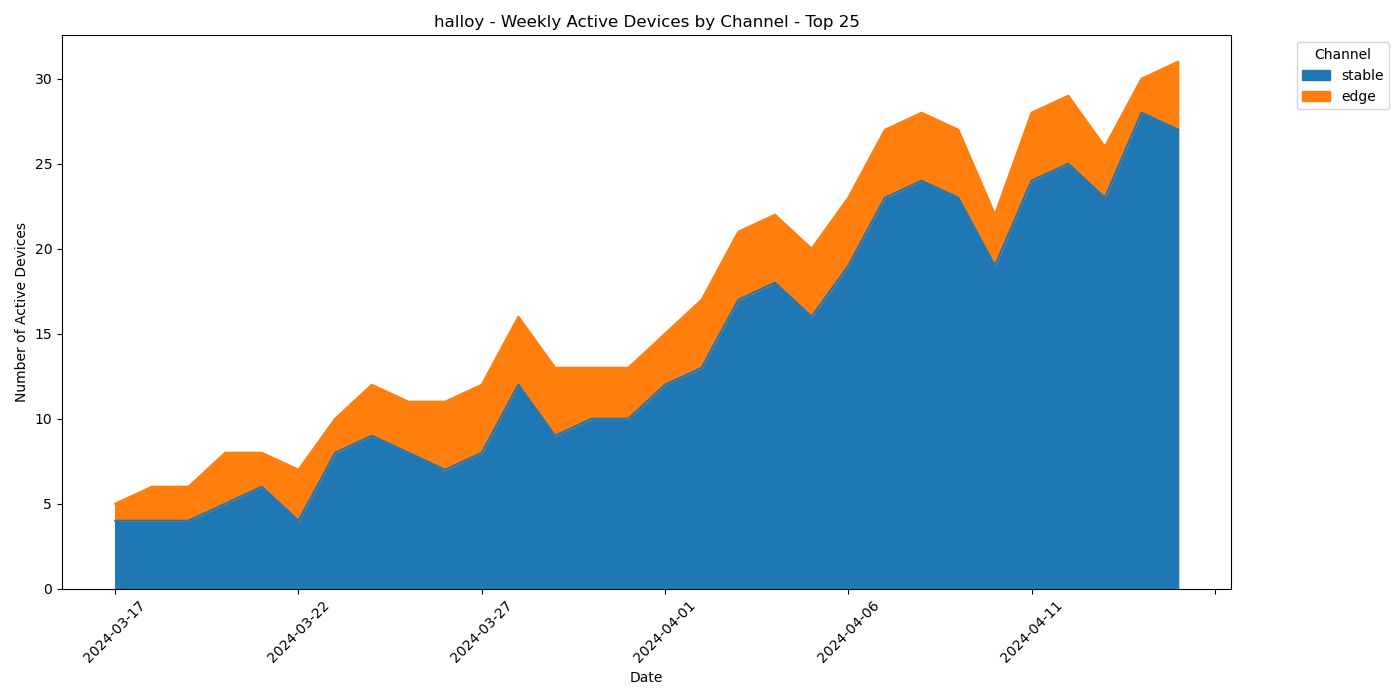 halloy - Weekly Active Devices by Channel - Top 25
Channel
stable
edge
Number of Active Devices
30
25
20
15
10
5
0
2024-03-17
2024-03-22
2024-03-27
2024-04-01
2024-04-06
2024-04-11
Date